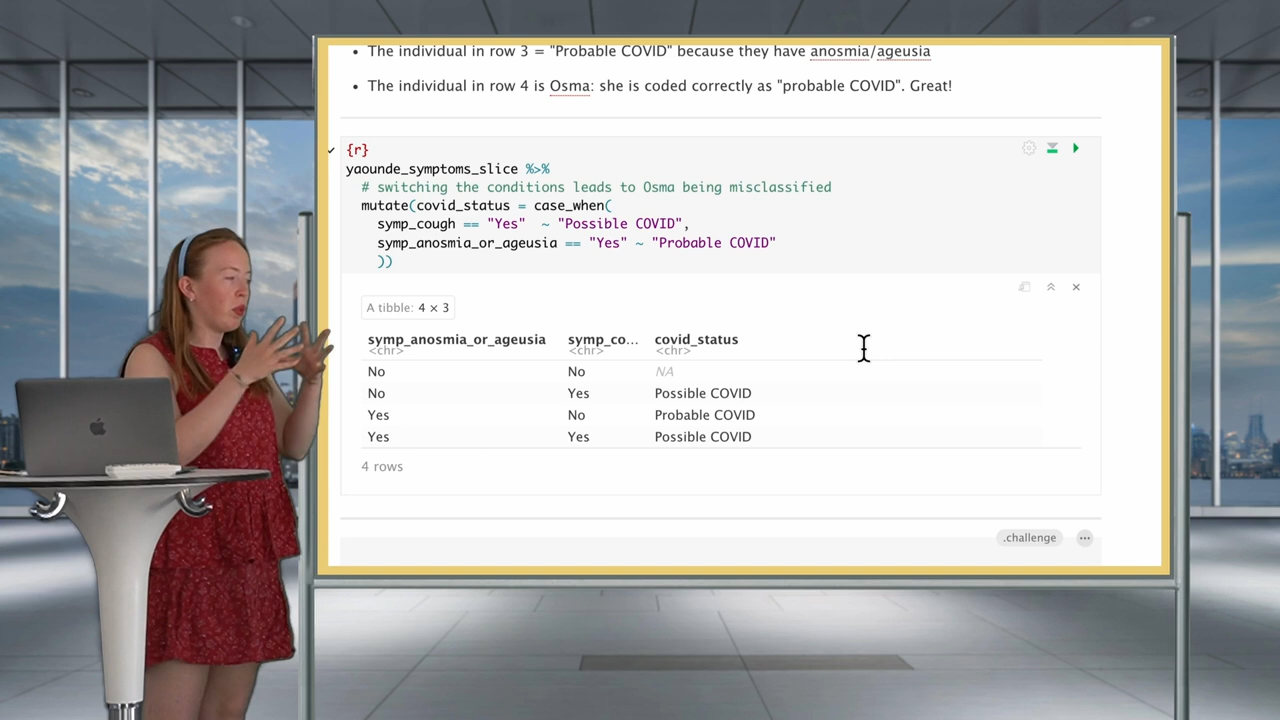 • The individual in row 3 = "Probable COVID" because they have anosmia/ageusia
• The individual in row 4 is Osma: she is coded correctly as "probable COVID". Great!
{r}
yaounde_symptoms_slice %>%
# switching the conditions leads to Osma being misclassified
mutate(covid_status = case_when(
symp_cough == "Yes" ~ "Possible COVID",
symp_anosmia_or_ageusia == "Yes" ~ "Probable COVID"
))
A tibble: 4 × 3
symp_anosmia_or_ageusia symp_co... covid_status
<chr> <chr> <chr>
No No NA
No Yes Possible COVID
Yes No Probable COVID
Yes Yes Possible COVID
4 rows
.challenge